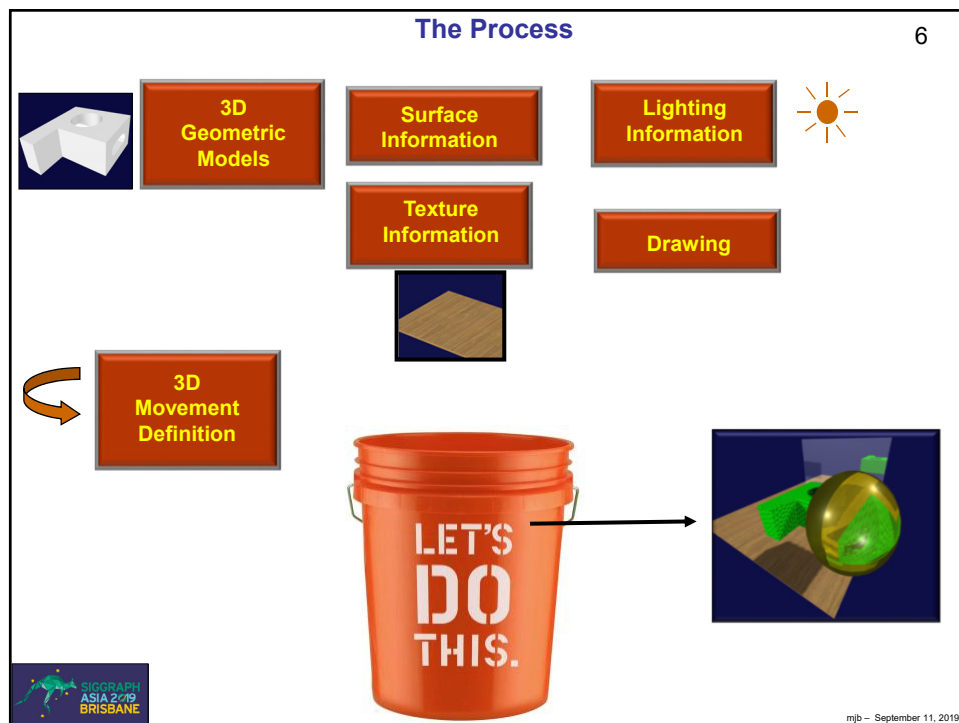 The Process
6
3D
Geometric
Models
Surface
Information
Lighting
Information
Texture
Information
Drawing
3D
Movement
Definition
LET'S
DO
THIS.
SIGGRAPH
ASIA 2019
BRISBANE
mjb – September 11, 2019